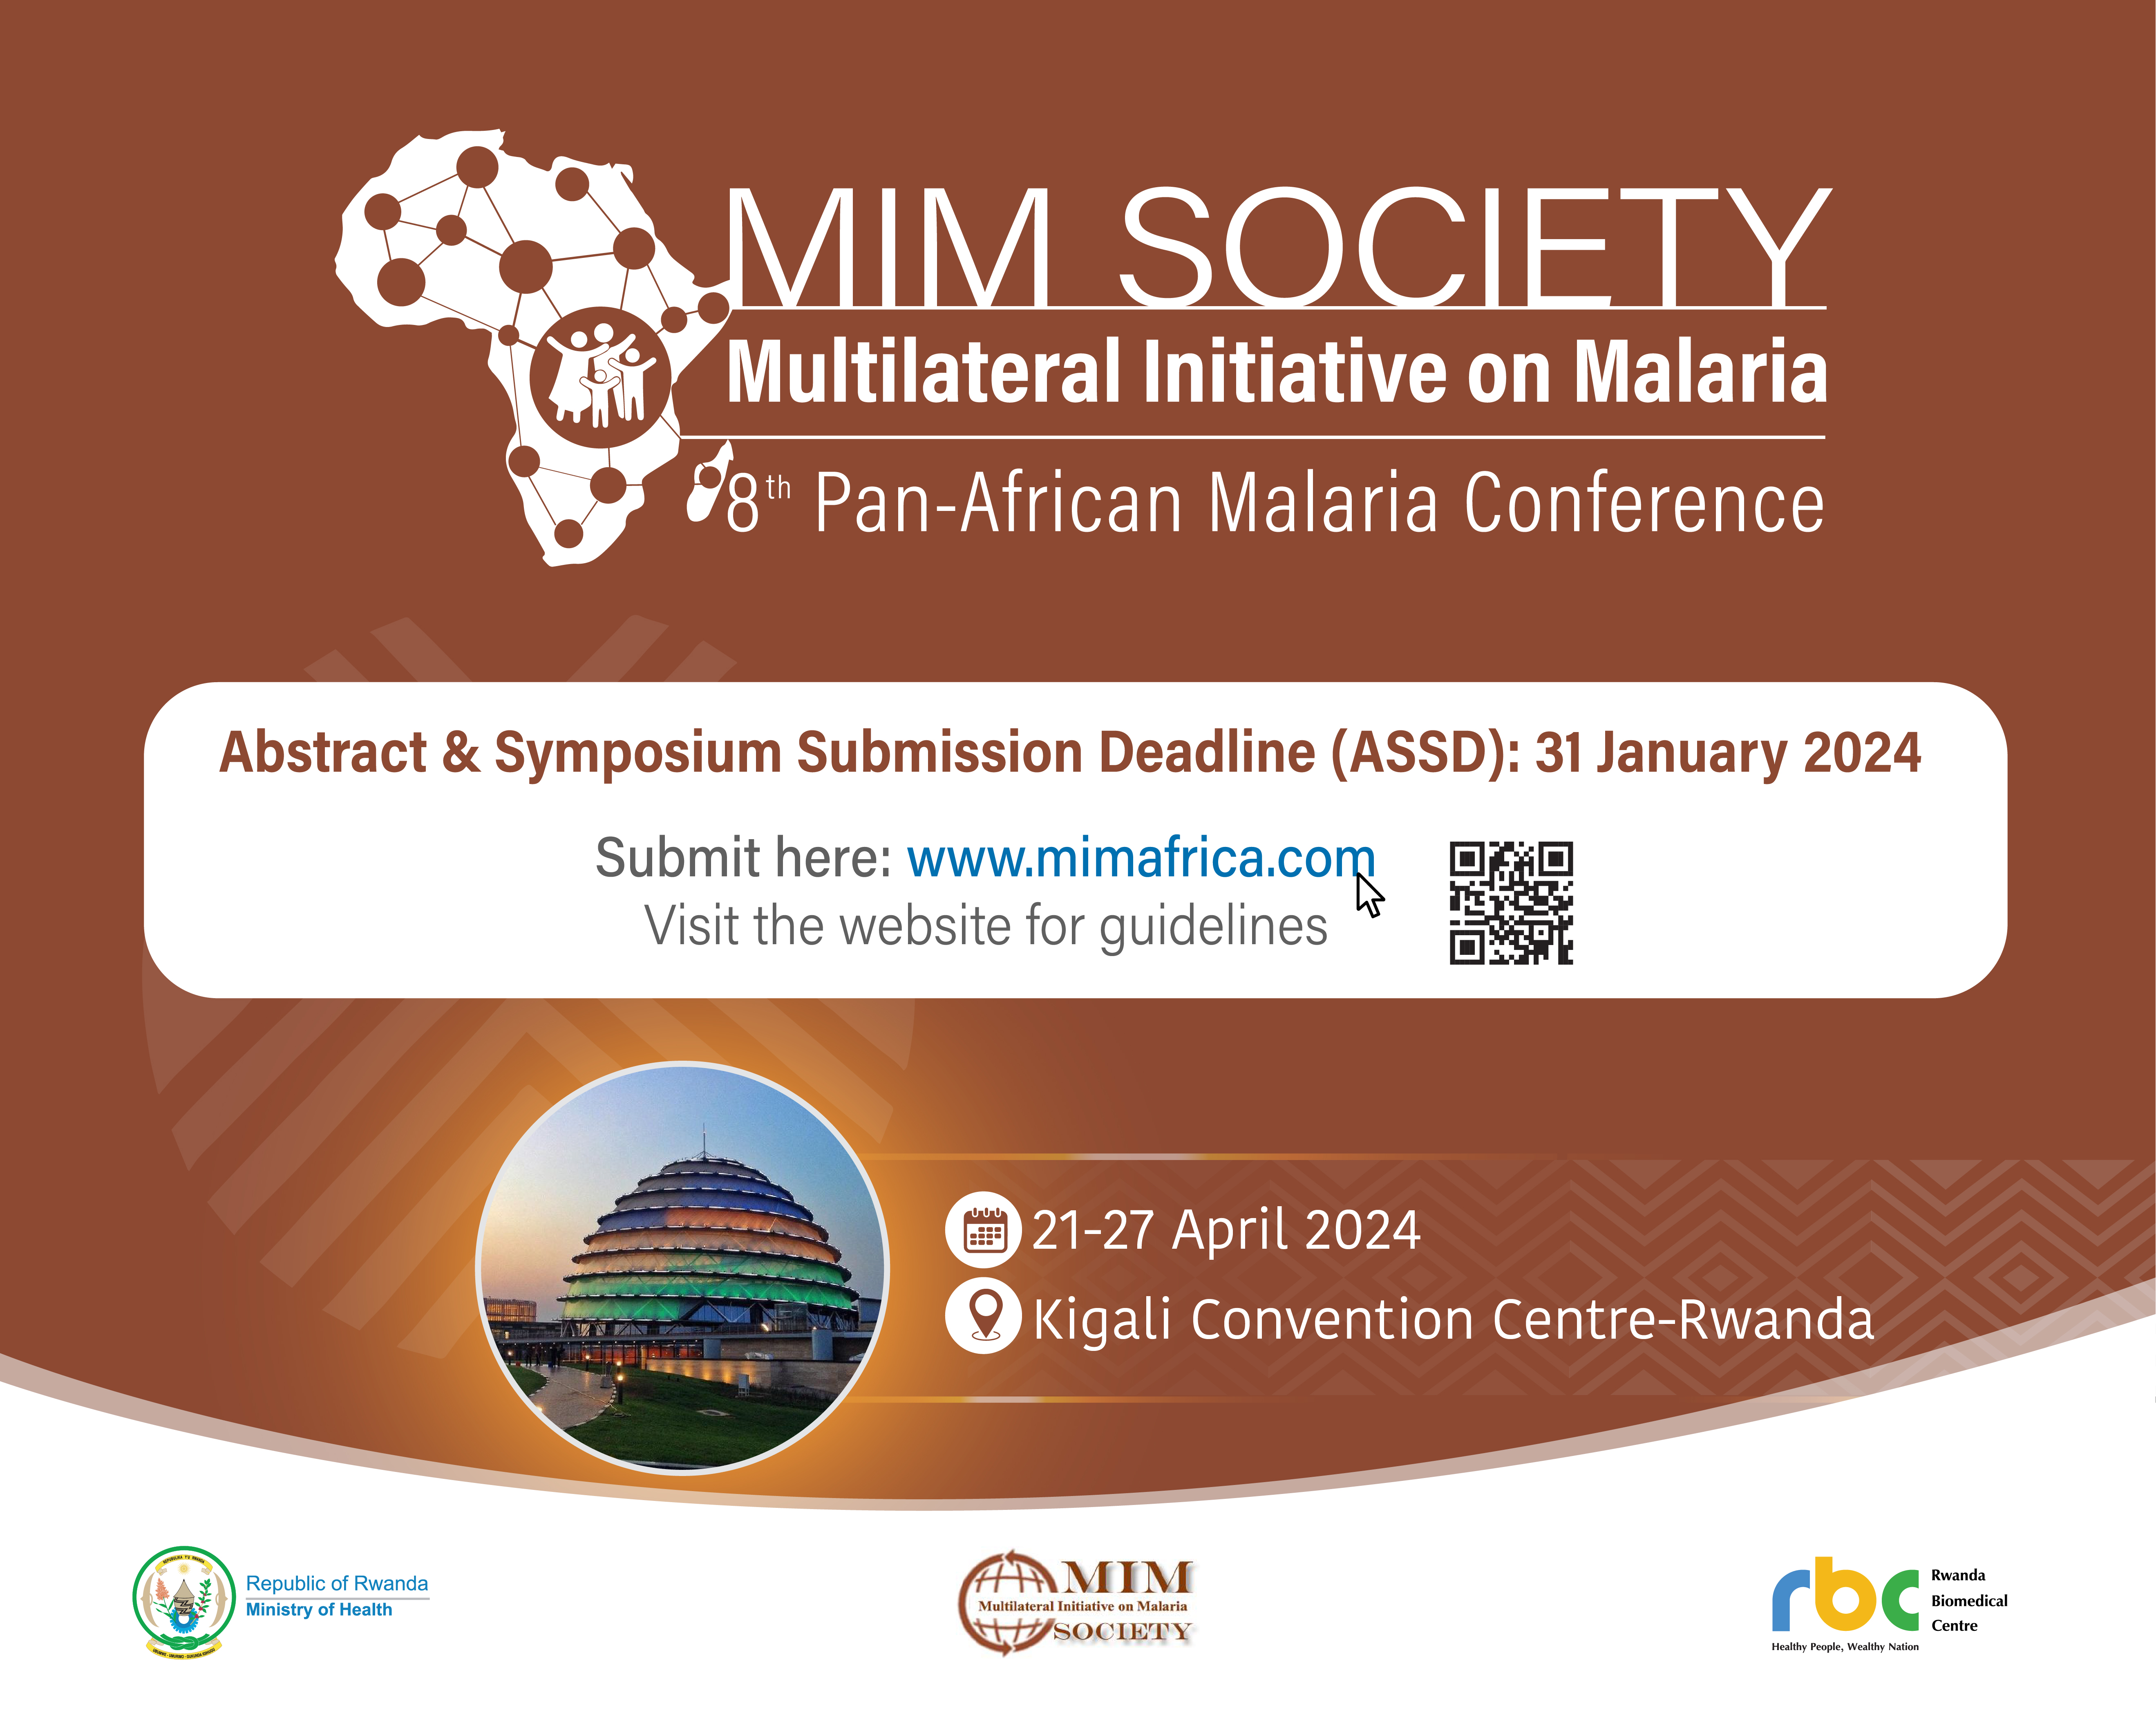 MIM SOCIETY
Multilateral Initiative on Malaria
8th Pan-African Malaria Conference
Abstract & Symposium Submission Deadline (ASSD): 31 January 2024
Submit here: www.mimafrica.com
Visit the website for guidelines
21-27 April 2024
Kigali Convention Centre-Rwanda
Republic of Rwanda
Ministry of Health
MIM
Multilateral Initiative on Malaria
SOCIETY
rbc
Rwanda
Biomedical
Centre
Healthy People, Wealthy Nation